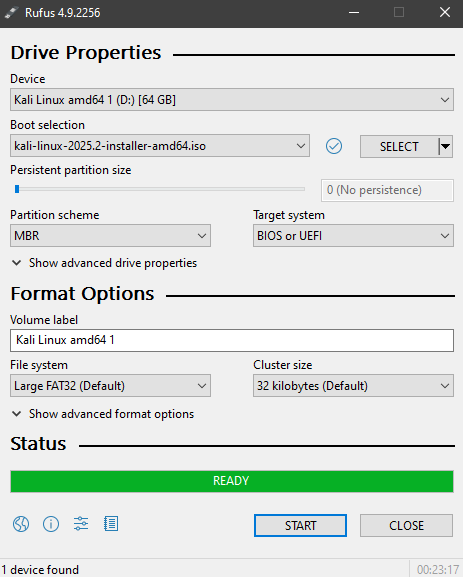 Rufus 4.9.2256
Drive Properties
Device
Kali Linux amd64 1 (D:) [64 GB]
Boot selection
kali-linux-2025.2-installer-amd64.iso
SELECT
Persistent partition size
0 (No persistence)
Partition scheme
Target system
MBR
BIOS or UEFI
Show advanced drive properties
Format Options
Volume label
Kali Linux amd64 1
File system
Cluster size
Large FAT32 (Default)
32 kilobytes (Default)
Show advanced format options
Status
READY
START
CLOSE
1 device found
00:23:17